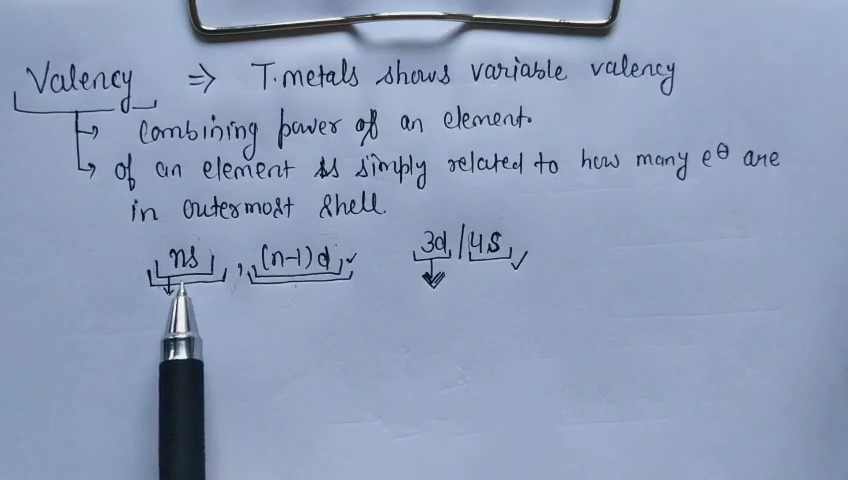 Valency ⇒ T.metals shows variable valency
↳ Combining power of an element.
↳ of an element is simply related to how many e⊖ are
in outermost shell.
ns, (n-1)d ✓ 3d/4s ✓